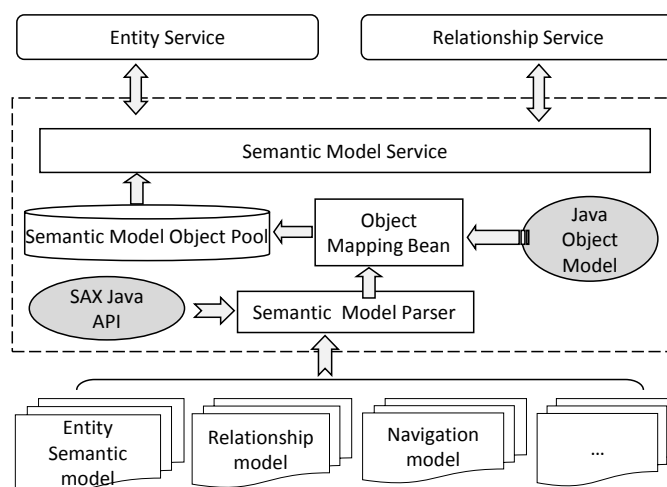 Entity Service
Relationship Service
Semantic Model Service
Semantic Model Object Pool
Object
Mapping Bean
Java
Object
Model
SAX Java
API
Semantic Model Parser
Entity
Semantic
model
Relationship
model
Navigation
model
...